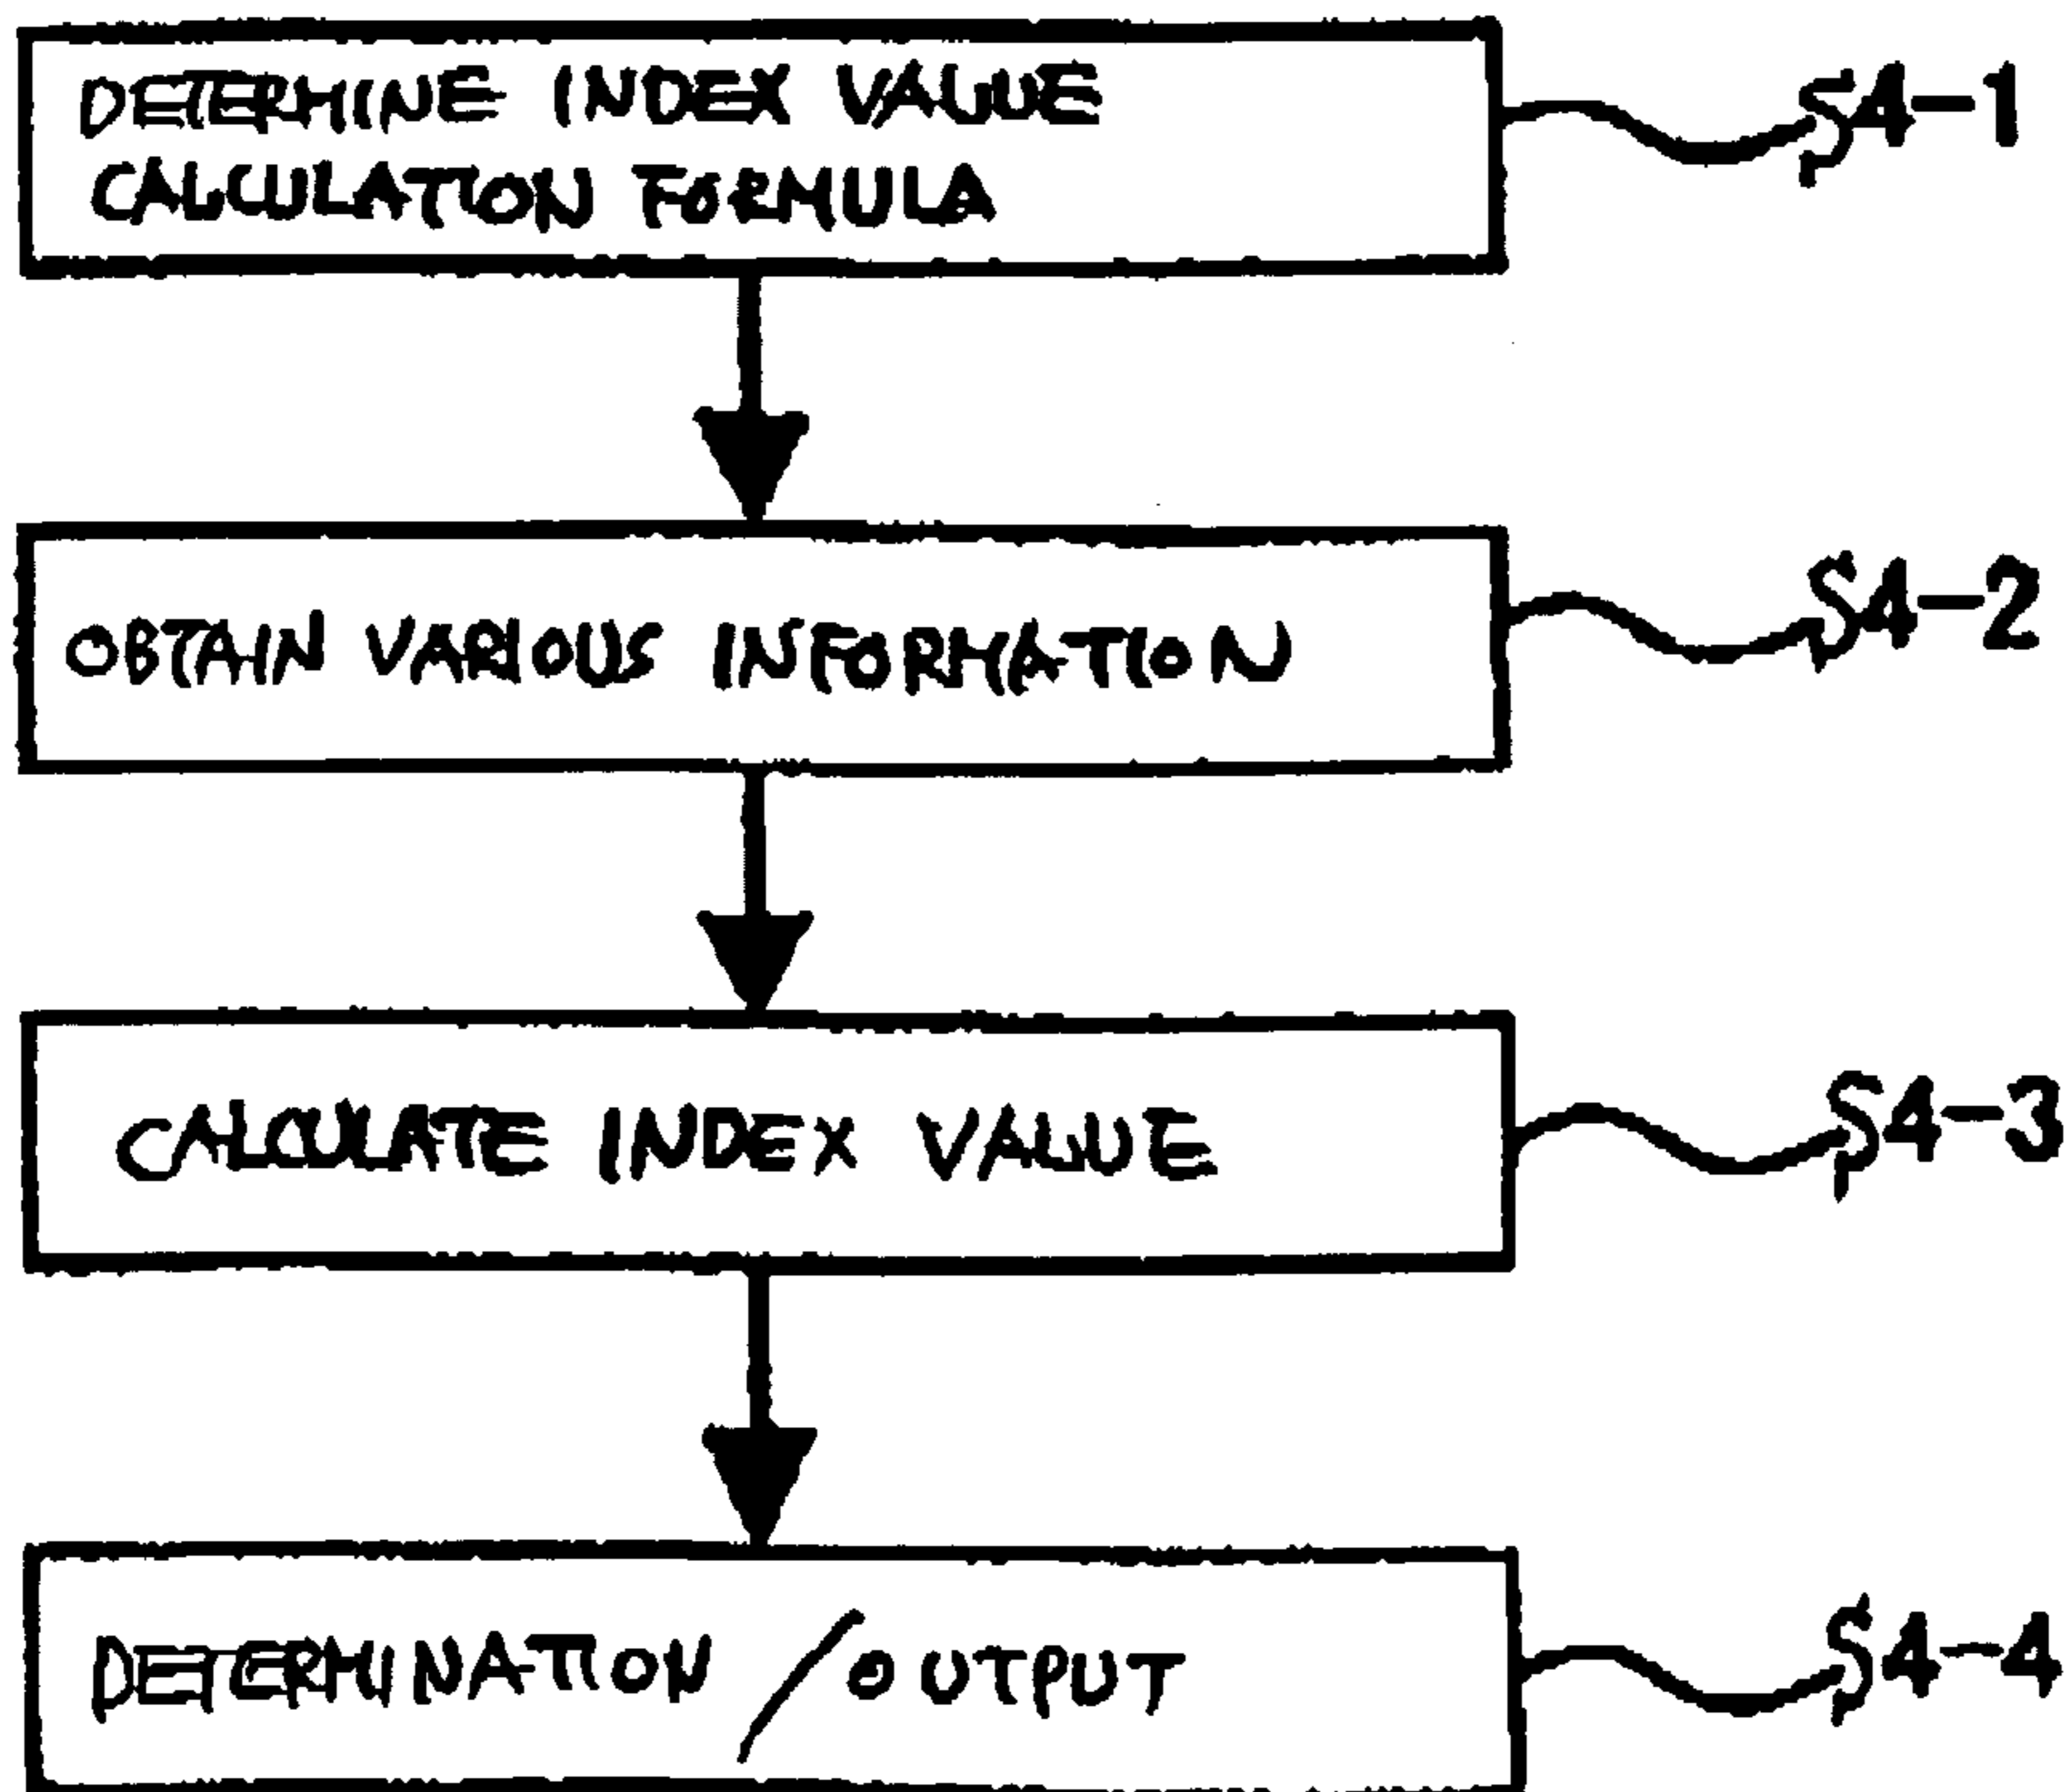 DETERMINE INDEX VALUE
CALCULATION FORMULA
S4-1
OBTAIN VARIOUS INFORMATION
S4-2
CALCULATE INDEX VALUE
S4-3
DETERMINATION / OUTPUT
S4-4